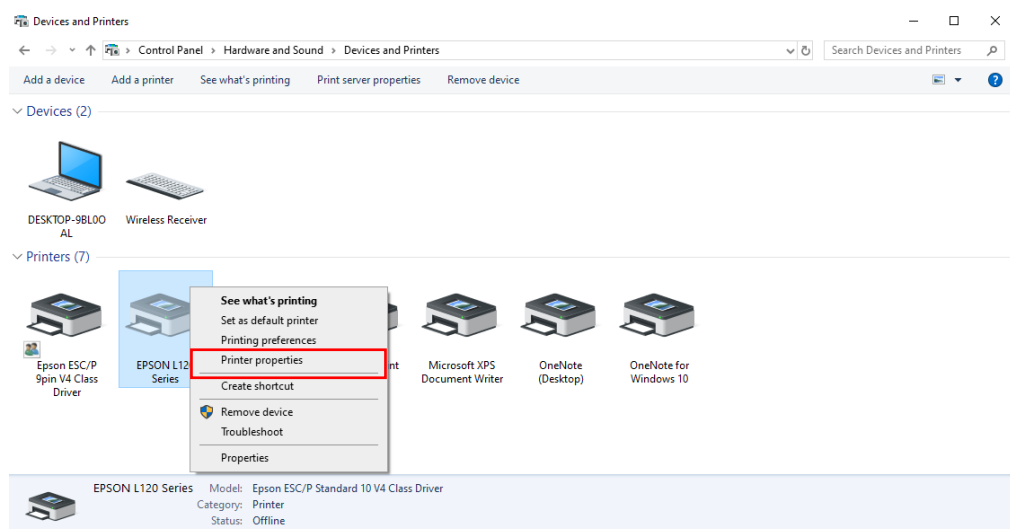 Devices and Printers
Control Panel > Hardware and Sound > Devices and Printers
Search Devices and Printers
Add a device Add a printer See what's printing Print server properties Remove device
Devices (2)
DESKTOP-9BL0O
AL
Wireless Receiver
Printers (7)
Epson ESC/P
9pin V4 Class
Driver
EPSON L12
Series
See what's printing
Set as default printer
Printing preferences
Printer properties
Create shortcut
Remove device
Troubleshoot
Properties
nt
Microsoft XPS
Document Writer
OneNote
(Desktop)
OneNote for
Windows 10
EPSON L120 Series Model: Epson ESC/P Standard 10 V4 Class Driver
Category: Printer
Status: Offline